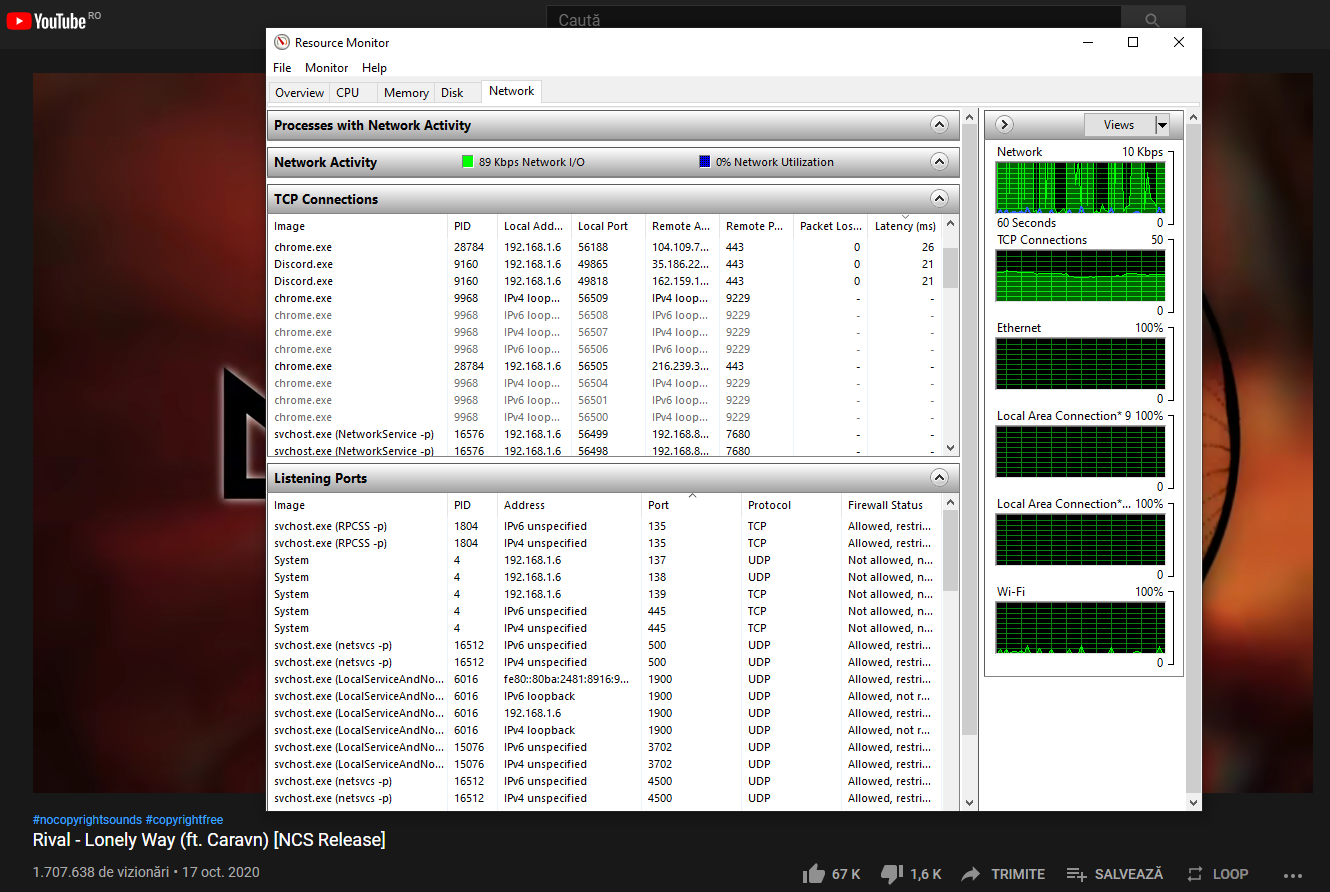 YouTube RO
Caută
Resource Monitor
File Monitor Help
Overview CPU Memory Disk Network
Processes with Network Activity
Network Activity 89 Kbps Network I/O 0% Network Utilization
TCP Connections
Image PID Local Add... Local Port Remote A... Remote P... Packet Los... Latency (ms)
chrome.exe 28784 192.168.1.6 56188 104.109.7... 443 0 26
Discord.exe 9160 192.168.1.6 49865 35.186.22... 443 0 21
Discord.exe 9160 192.168.1.6 49818 162.159.1... 443 0 21
chrome.exe 9968 IPv4 loop... 56509 IPv4 loop... 9229 - -
chrome.exe 9968 IPv6 loop... 56508 IPv6 loop... 9229 - -
chrome.exe 9968 IPv4 loop... 56507 IPv4 loop... 9229 - -
chrome.exe 9968 IPv6 loop... 56506 IPv6 loop... 9229 - -
chrome.exe 28784 192.168.1.6 56505 216.239.3... 443 - -
chrome.exe 9968 IPv4 loop... 56504 IPv4 loop... 9229 - -
chrome.exe 9968 IPv6 loop... 56501 IPv6 loop... 9229 - -
chrome.exe 9968 IPv4 loop... 56500 IPv4 loop... 9229 - -
svchost.exe (NetworkService -p) 16576 192.168.1.6 56499 192.168.8... 7680 - -
svchost.exe (NetworkService -p) 16576 192.168.1.6 56498 192.168.8... 7680 - -
Listening Ports
Image PID Address Port Protocol Firewall Status
svchost.exe (RPCSS -p) 1804 IPv6 unspecified 135 TCP Allowed, restri...
svchost.exe (RPCSS -p) 1804 IPv4 unspecified 135 TCP Allowed, restri...
System 4 192.168.1.6 137 UDP Not allowed, n...
System 4 192.168.1.6 138 UDP Not allowed, n...
System 4 192.168.1.6 139 TCP Not allowed, n...
System 4 IPv6 unspecified 445 TCP Not allowed, n...
System 4 IPv4 unspecified 445 TCP Not allowed, n...
svchost.exe (netsvcs -p) 16512 IPv6 unspecified 500 UDP Allowed, restri...
svchost.exe (netsvcs -p) 16512 IPv4 unspecified 500 UDP Allowed, restri...
svchost.exe (LocalServiceAndNo... 6016 fe80::80ba:2481:8916:9... 1900 UDP Allowed, restri...
svchost.exe (LocalServiceAndNo... 6016 IPv6 loopback 1900 UDP Allowed, not r...
svchost.exe (LocalServiceAndNo... 6016 192.168.1.6 1900 UDP Allowed, restri...
svchost.exe (LocalServiceAndNo... 6016 IPv4 loopback 1900 UDP Allowed, not r...
svchost.exe (LocalServiceAndNo... 15076 IPv6 unspecified 3702 UDP Allowed, restri...
svchost.exe (LocalServiceAndNo... 15076 IPv4 unspecified 3702 UDP Allowed, restri...
svchost.exe (netsvcs -p) 16512 IPv6 unspecified 4500 UDP Allowed, restri...
svchost.exe (netsvcs -p) 16512 IPv4 unspecified 4500 UDP Allowed, restri...
Views
Network 10 Kbps
60 Seconds 0
TCP Connections 50
0
Ethernet 100%
0
Local Area Connection* 9 100%
0
Local Area Connection*... 100%
0
Wi-Fi 100%
0
#nocopyrightsounds #copyrightfree
Rival - Lonely Way (ft. Caravn) [NCS Release]
1.707.638 de vizionări • 17 oct. 2020
67 K 1,6 K TRIMITE SALVEAZĂ LOOP ...